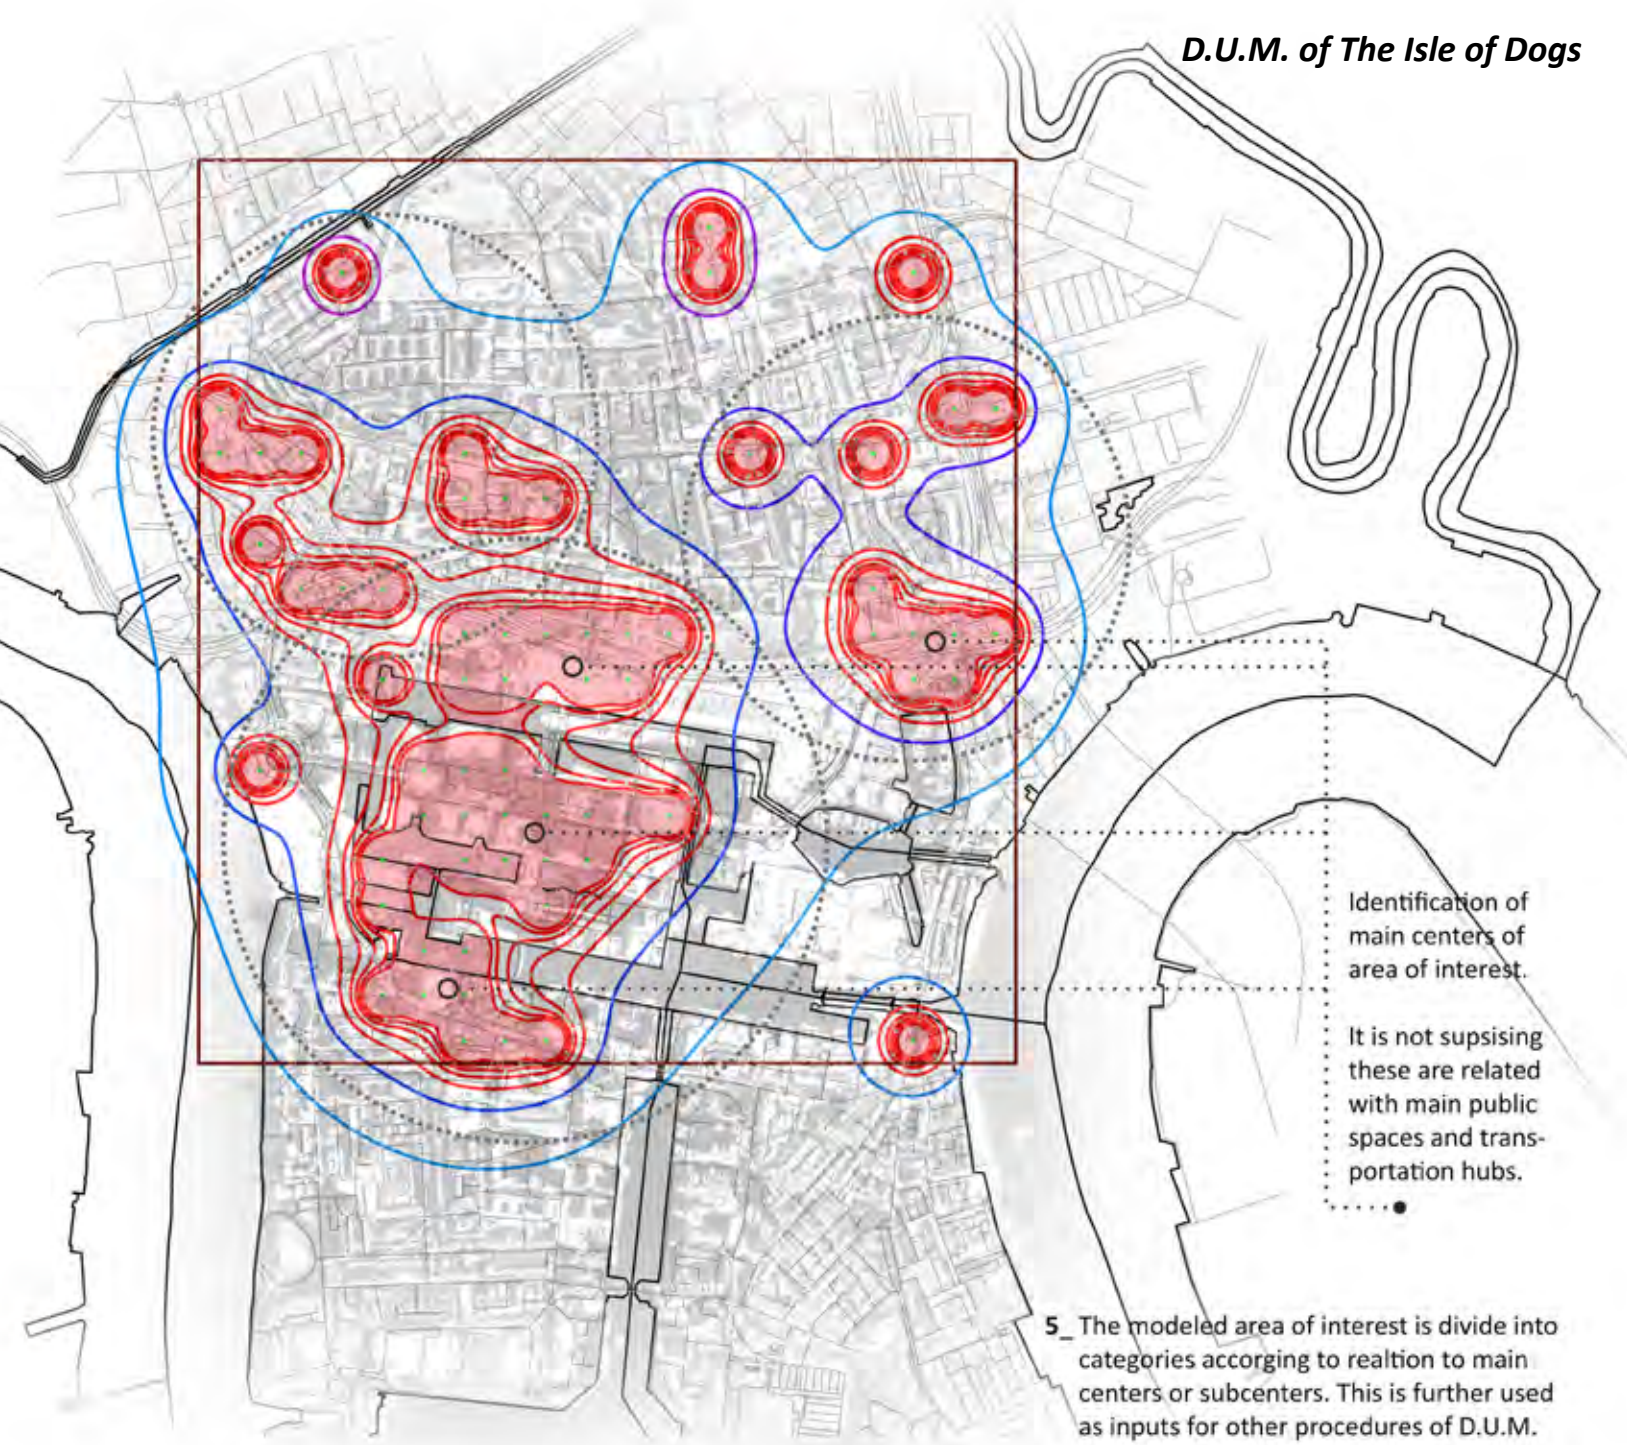 D.U.M. of The Isle of Dogs
Identification of
main centers of
area of interest.
It is not supsising
these are related
with main public
spaces and trans-
portation hubs.
5_ The modeled area of interest is divide into
categories accorging to realtion to main
centers or subcenters. This is further used
as inputs for other procedures of D.U.M.